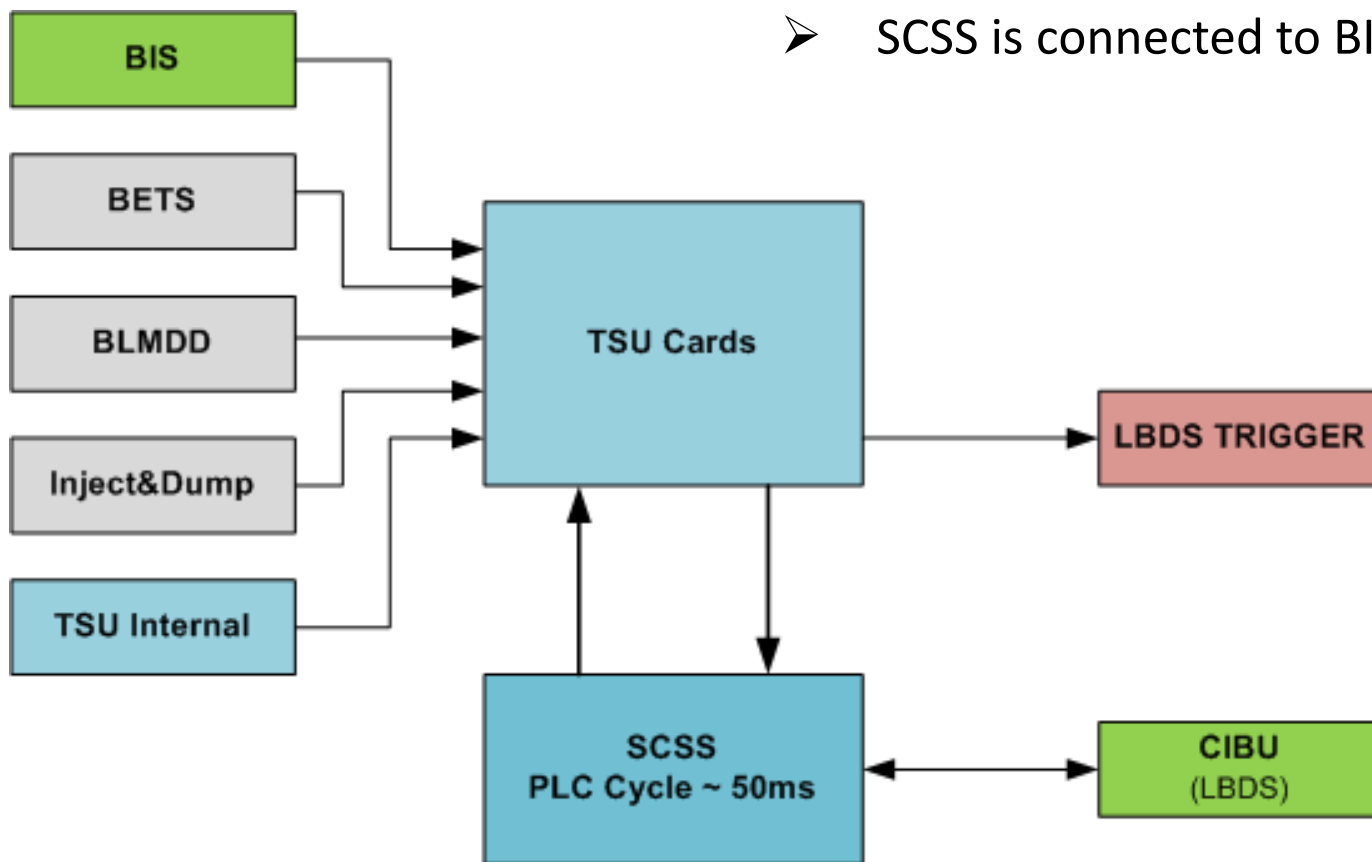 ➢ SCSS is connected to BI
BIS
BETS
BLMDD
Inject&Dump
TSU Internal
TSU Cards
LBDS TRIGGER
SCSS
PLC Cycle ~ 50ms
CIBU
(LBDS)